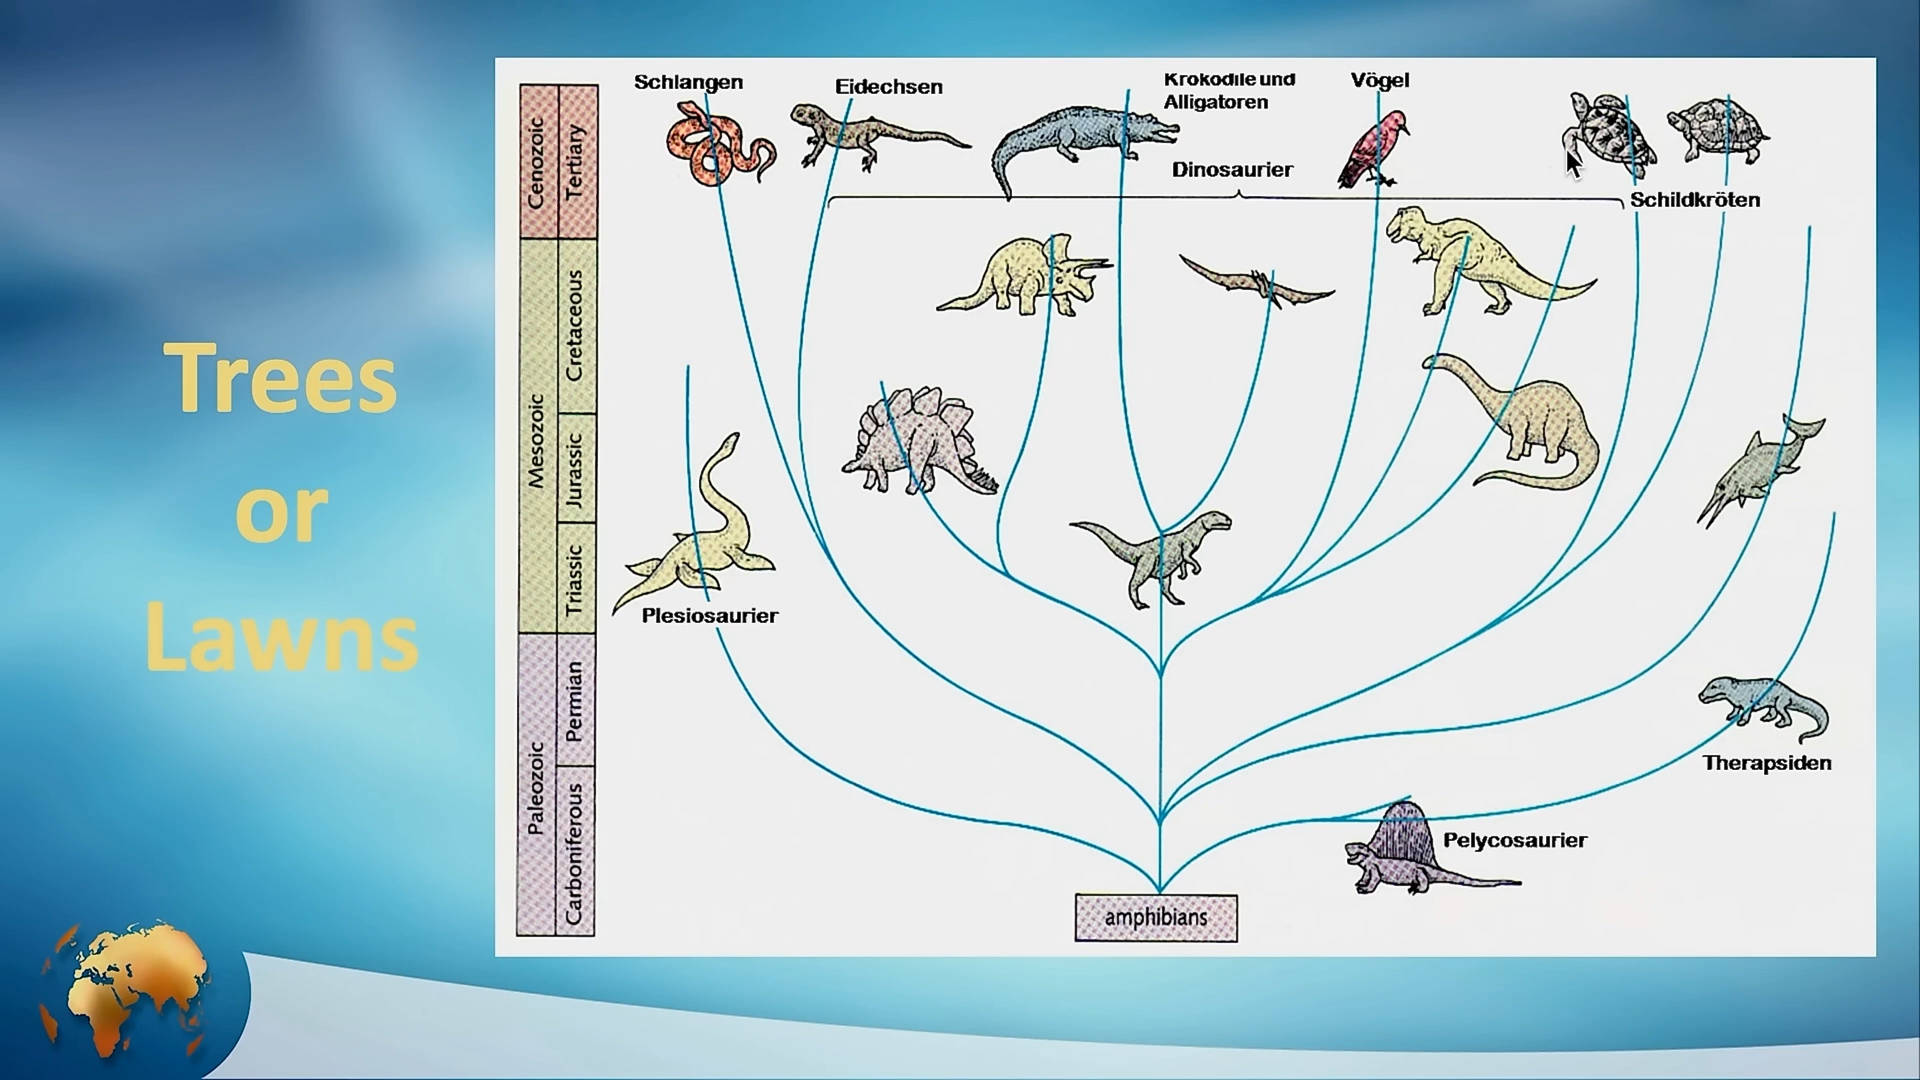 Trees
or
Lawns
Schlangen
Eidechsen
Krokodile und
Alligatoren
Vögel
Dinosaurier
Schildkröten
Cenozoic
Tertiary
Mesozoic
Cretaceous
Jurassic
Triassic
Plesiosaurier
Paleozoic
Permian
Carboniferous
Therapsiden
Pelycosaurier
amphibians